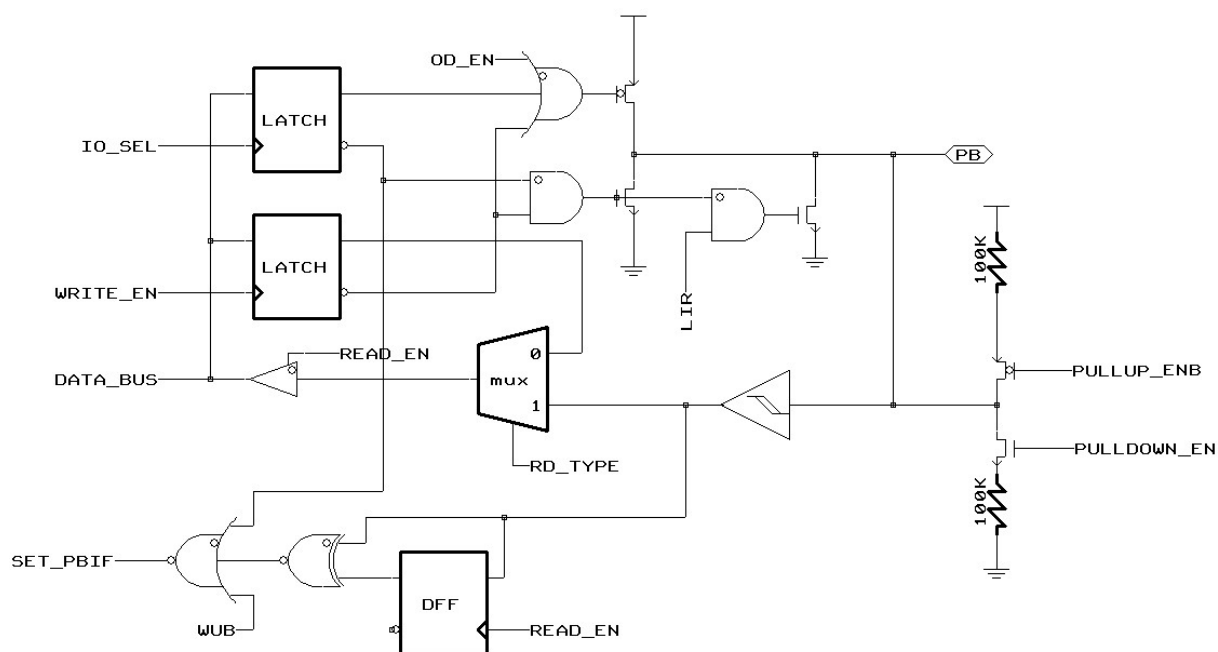 OD_EN
LATCH
IO_SEL
PB
LATCH
100K
WRITE_EN
LIR
READ_EN
0
DATA_BUS
mux
PULLUP_ENB
1
PULLDOWN_EN
RD_TYPE
100K
SET_PBIF
DFF
WUB
READ_EN